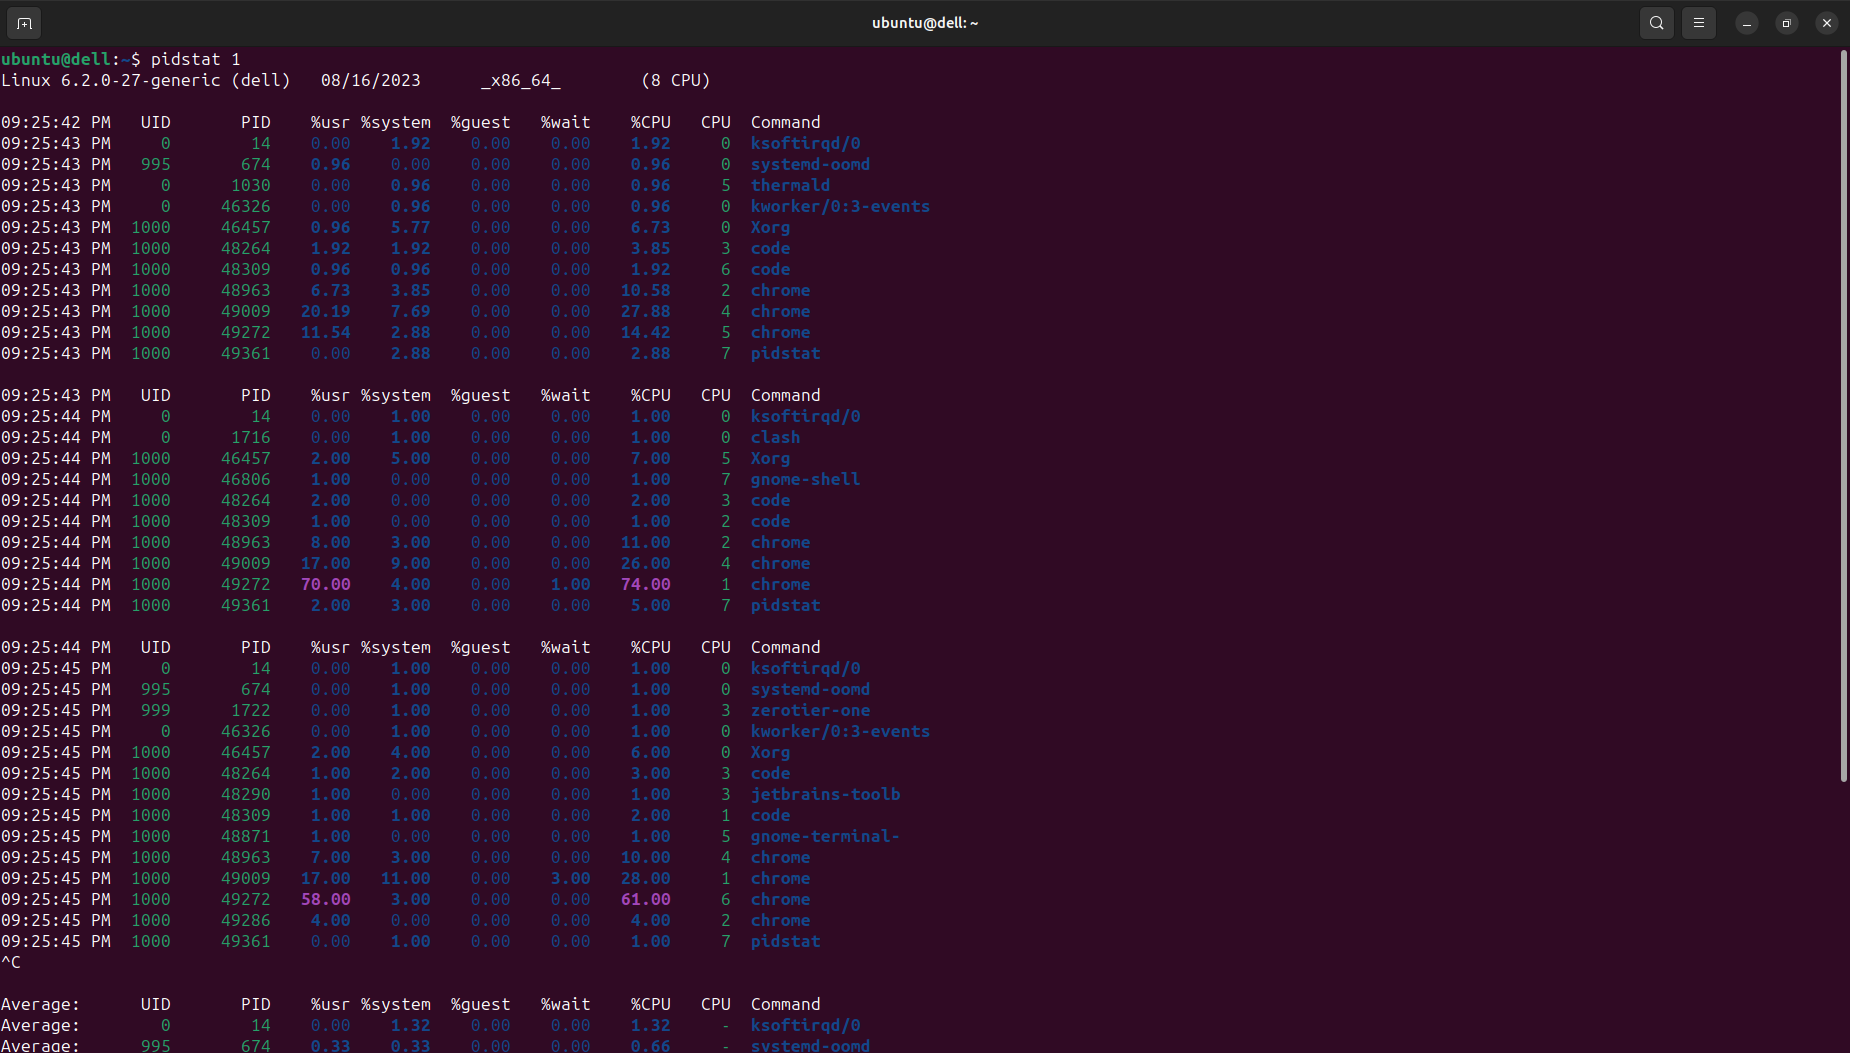 ubuntu@dell: ~
ubuntu@dell:~$ pidstat 1
Linux 6.2.0-27-generic (dell)   08/16/2023      _x86_64_        (8 CPU)
09:25:42 PM   UID       PID    %usr %system  %guest   %wait    %CPU   CPU  Command
09:25:43 PM     0        14    0.00    1.92    0.00    0.00    1.92     0  ksoftirqd/0
09:25:43 PM   995       674    0.96    0.00    0.00    0.00    0.96     0  systemd-oomd
09:25:43 PM     0      1030    0.00    0.96    0.00    0.00    0.96     5  thermald
09:25:43 PM     0     46326    0.00    0.96    0.00    0.00    0.96     0  kworker/0:3-events
09:25:43 PM  1000     46457    0.96    5.77    0.00    0.00    6.73     0  Xorg
09:25:43 PM  1000     48264    1.92    1.92    0.00    0.00    3.85     3  code
09:25:43 PM  1000     48309    0.96    0.96    0.00    0.00    1.92     6  code
09:25:43 PM  1000     48963    6.73    3.85    0.00    0.00   10.58     2  chrome
09:25:43 PM  1000     49009   20.19    7.69    0.00    0.00   27.88     4  chrome
09:25:43 PM  1000     49272   11.54    2.88    0.00    0.00   14.42     5  chrome
09:25:43 PM  1000     49361    0.00    2.88    0.00    0.00    2.88     7  pidstat
09:25:43 PM   UID       PID    %usr %system  %guest   %wait    %CPU   CPU  Command
09:25:44 PM     0        14    0.00    1.00    0.00    0.00    1.00     0  ksoftirqd/0
09:25:44 PM     0      1716    0.00    1.00    0.00    0.00    1.00     0  clash
09:25:44 PM  1000     46457    2.00    5.00    0.00    0.00    7.00     5  Xorg
09:25:44 PM  1000     46806    1.00    0.00    0.00    0.00    1.00     7  gnome-shell
09:25:44 PM  1000     48264    2.00    0.00    0.00    0.00    2.00     3  code
09:25:44 PM  1000     48309    1.00    0.00    0.00    0.00    1.00     2  code
09:25:44 PM  1000     48963    8.00    3.00    0.00    0.00   11.00     2  chrome
09:25:44 PM  1000     49009   17.00    9.00    0.00    0.00   26.00     4  chrome
09:25:44 PM  1000     49272   70.00    4.00    0.00    1.00   74.00     1  chrome
09:25:44 PM  1000     49361    2.00    3.00    0.00    0.00    5.00     7  pidstat
09:25:44 PM   UID       PID    %usr %system  %guest   %wait    %CPU   CPU  Command
09:25:45 PM     0        14    0.00    1.00    0.00    0.00    1.00     0  ksoftirqd/0
09:25:45 PM   995       674    0.00    1.00    0.00    0.00    1.00     0  systemd-oomd
09:25:45 PM   999      1722    0.00    1.00    0.00    0.00    1.00     3  zerotier-one
09:25:45 PM     0     46326    0.00    1.00    0.00    0.00    1.00     0  kworker/0:3-events
09:25:45 PM  1000     46457    2.00    4.00    0.00    0.00    6.00     0  Xorg
09:25:45 PM  1000     48264    1.00    2.00    0.00    0.00    3.00     3  code
09:25:45 PM  1000     48290    1.00    0.00    0.00    0.00    1.00     3  jetbrains-toolb
09:25:45 PM  1000     48309    1.00    1.00    0.00    0.00    2.00     1  code
09:25:45 PM  1000     48871    1.00    0.00    0.00    0.00    1.00     5  gnome-terminal-
09:25:45 PM  1000     48963    7.00    3.00    0.00    0.00   10.00     4  chrome
09:25:45 PM  1000     49009   17.00   11.00    0.00    3.00   28.00     1  chrome
09:25:45 PM  1000     49272   58.00    3.00    0.00    0.00   61.00     6  chrome
09:25:45 PM  1000     49286    4.00    0.00    0.00    0.00    4.00     2  chrome
09:25:45 PM  1000     49361    0.00    1.00    0.00    0.00    1.00     7  pidstat
^C
Average:      UID       PID    %usr %system  %guest   %wait    %CPU   CPU  Command
Average:        0        14    0.00    1.32    0.00    0.00    1.32     -  ksoftirqd/0
Average:      995       674    0.33    0.33    0.00    0.00    0.66     -  systemd-oomd